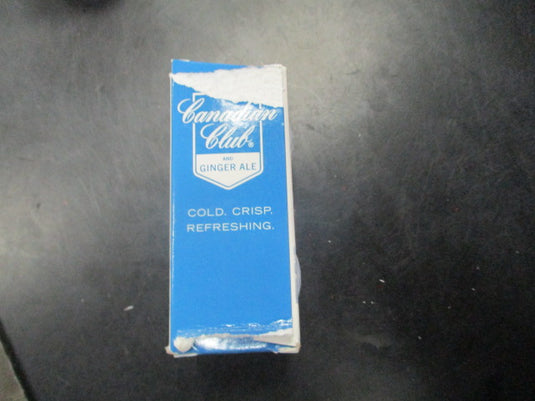 Canadian
Club®
AND
GINGER ALE
COLD. CRISP.
REFRESHING.